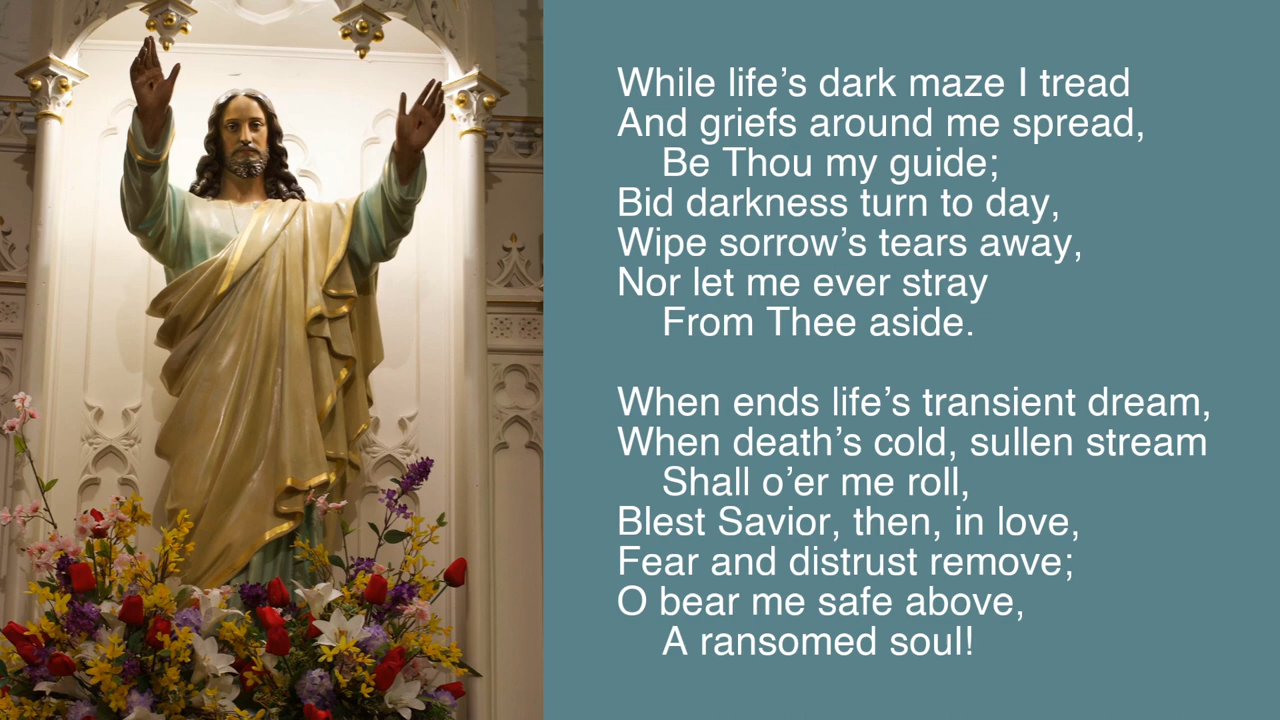 While life’s dark maze I tread
And griefs around me spread,
Be Thou my guide;
Bid darkness turn to day,
Wipe sorrow’s tears away,
Nor let me ever stray
From Thee aside.

When ends life’s transient dream,
When death’s cold, sullen stream
Shall o’er me roll,
Blest Savior, then, in love,
Fear and distrust remove;
O bear me safe above,
A ransomed soul!